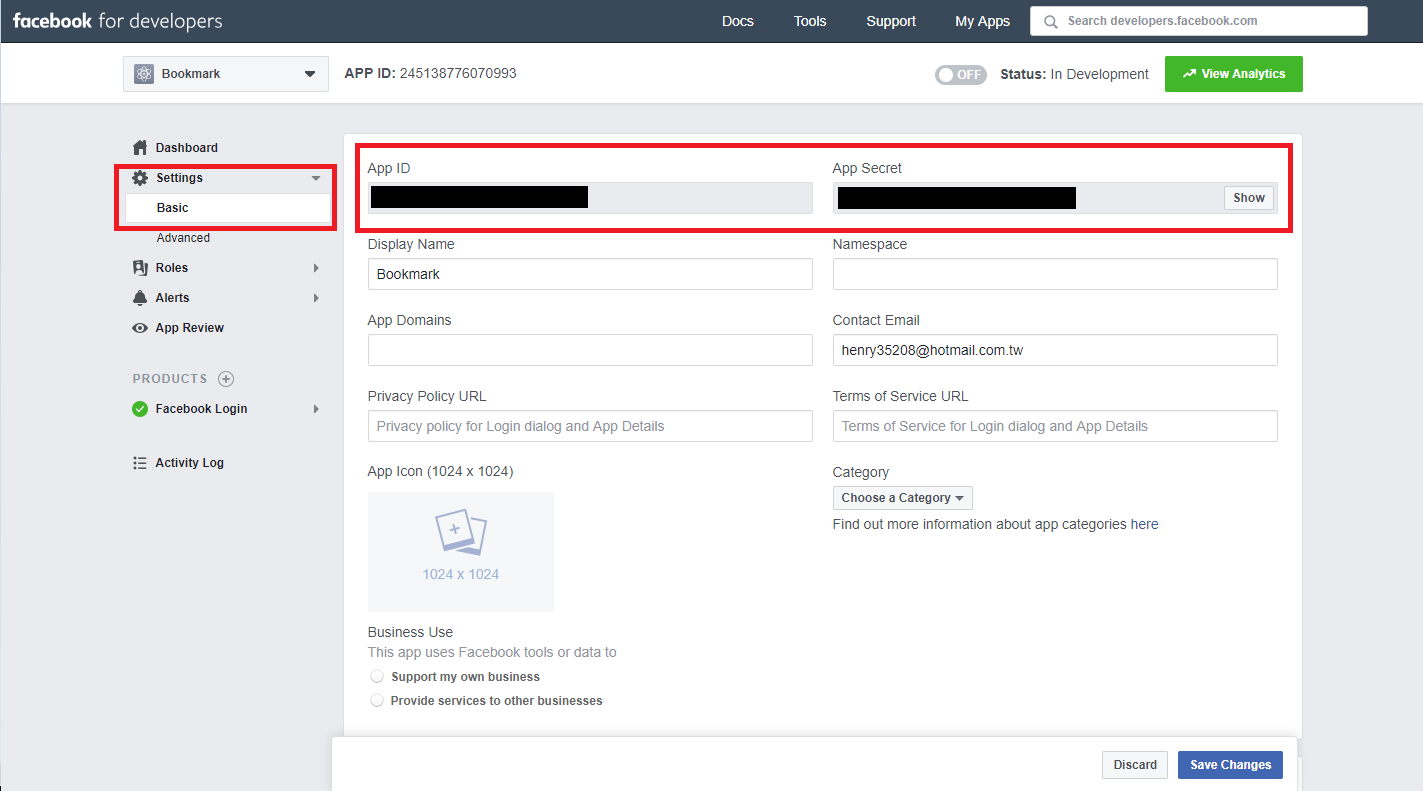 facebook for developers
Docs
Tools
Support
My Apps
Search developers.facebook.com
Bookmark
APP ID: 245138776070993
OFF
Status: In Development
View Analytics
Dashboard
Settings
Basic
Advanced
Roles
Alerts
App Review
PRODUCTS
Facebook Login
Activity Log
App ID
App Secret
Show
Display Name
Namespace
Bookmark
App Domains
Contact Email
henry35208@hotmail.com.tw
Privacy Policy URL
Terms of Service URL
Privacy policy for Login dialog and App Details
Terms of Service for Login dialog and App Details
App Icon (1024 x 1024)
Category
Choose a Category
Find out more information about app categories here
1024 x 1024
Business Use
This app uses Facebook tools or data to
Support my own business
Provide services to other businesses
Discard
Save Changes